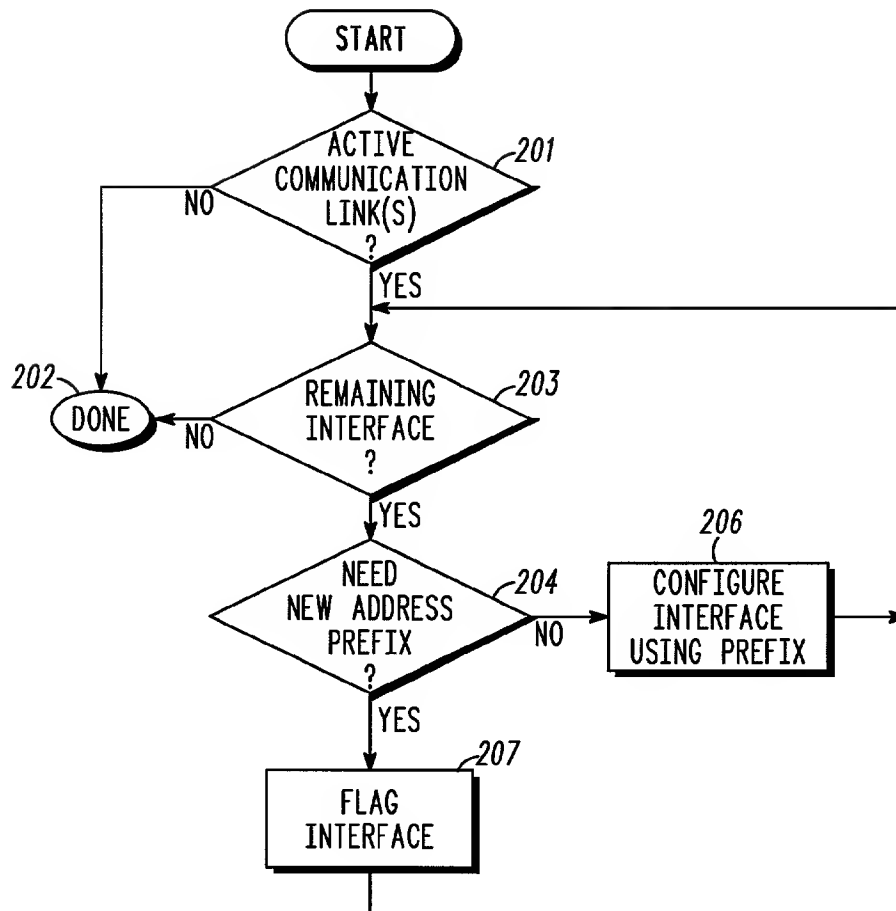 START
ACTIVE
COMMUNICATION
LINK(S)
?
201
NO
YES
202
DONE
REMAINING
INTERFACE
?
203
NO
YES
NEED
NEW ADDRESS
PREFIX
?
204
NO
YES
206
CONFIGURE
INTERFACE
USING PREFIX
207
FLAG
INTERFACE